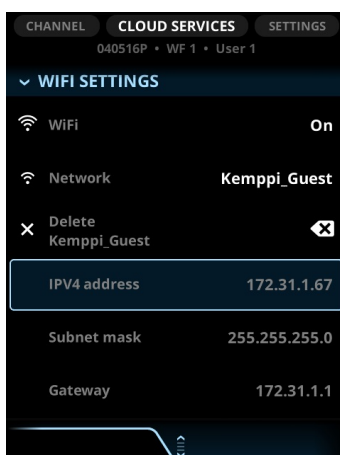 CHANNEL CLOUD SERVICES SETTINGS
040516P • WF 1 • User 1
WIFI SETTINGS
WiFi On
Network Kemppi_Guest
Delete
Kemppi_Guest
IPV4 address 172.31.1.67
Subnet mask 255.255.255.0
Gateway 172.31.1.1